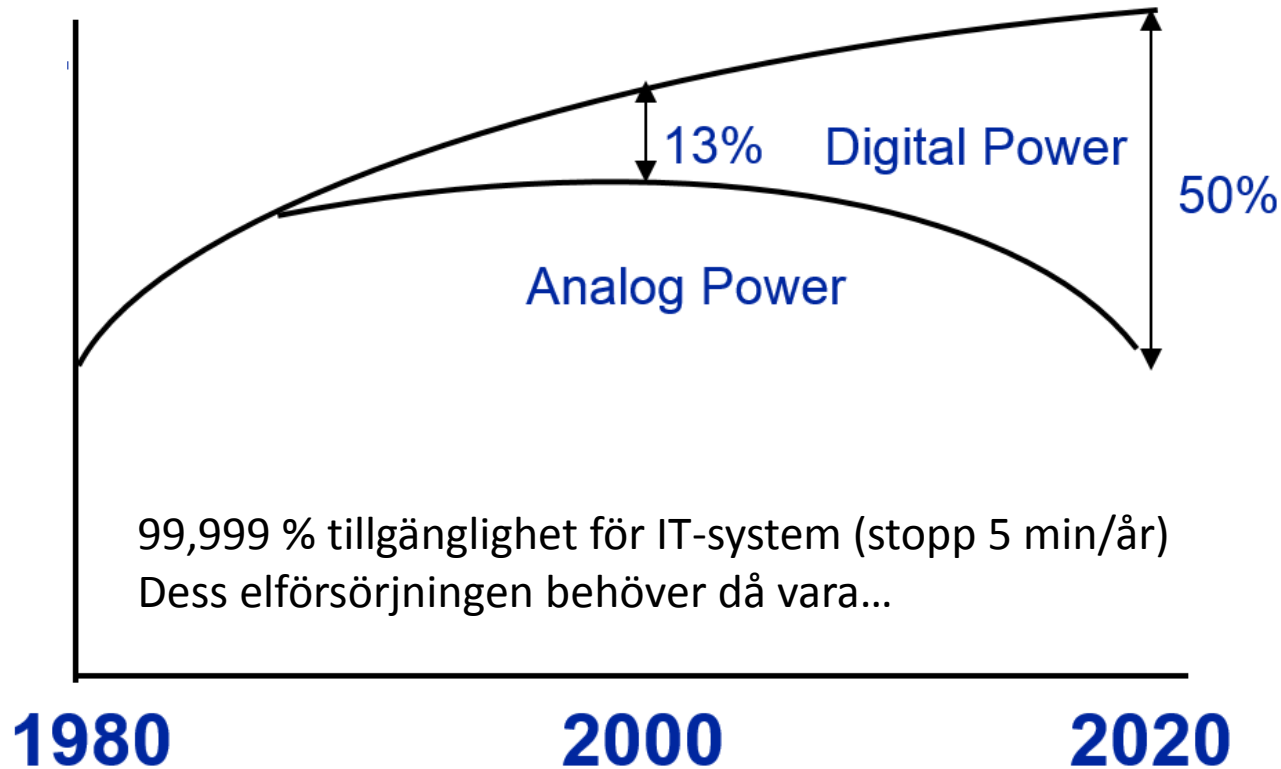 13%
Digital Power
50%
Analog Power
99,999 % tillgänglighet för IT-system (stopp 5 min/år)
Dess elförsörjningen behöver då vara…
1980
2000
2020